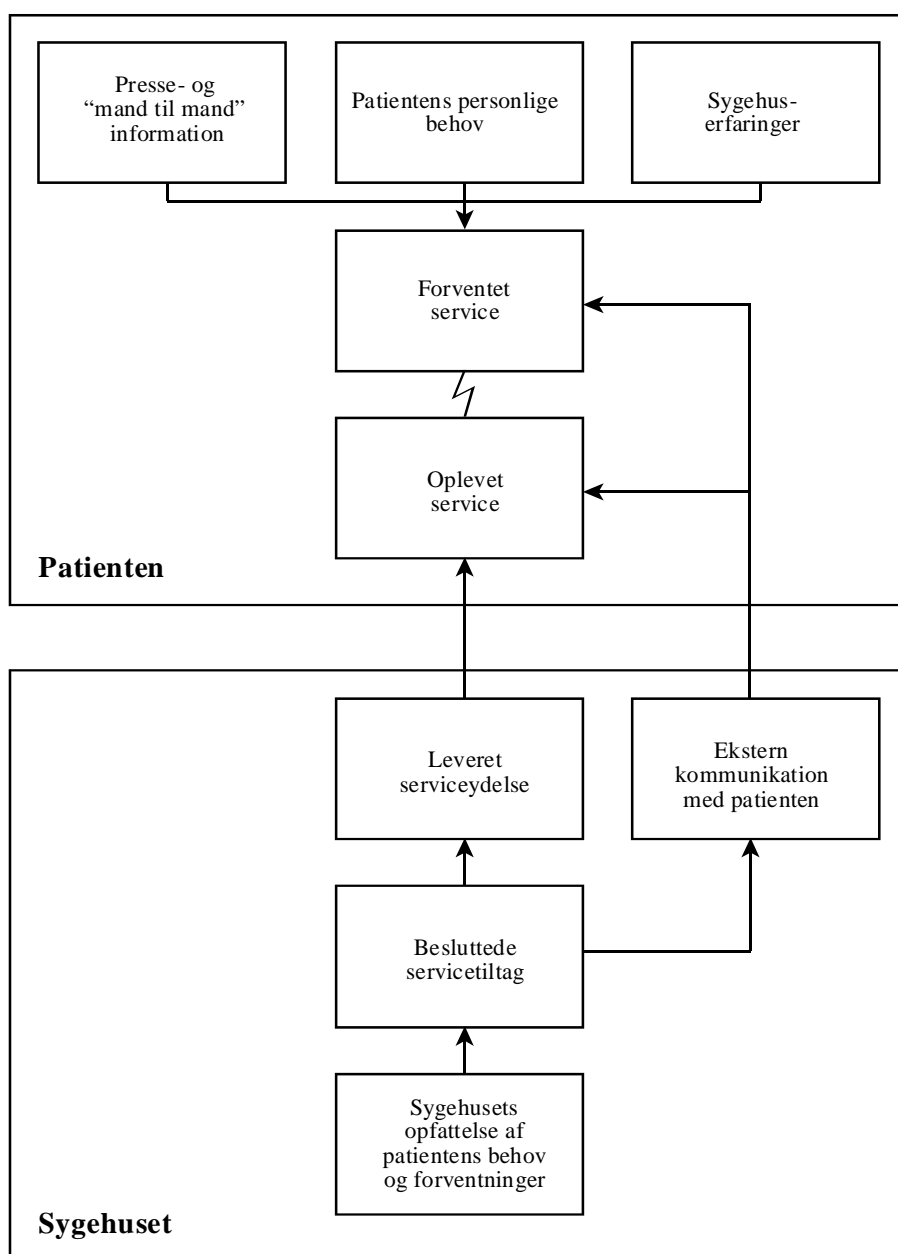 Presse- og
“mand til mand”
information
Patientens personlige
behov
Sygehus-
erfaringer
Forventet
service
Oplevet
service
Patienten
Leveret
serviceydelse
Ekstern
kommunikation
med patienten
Besluttede
servicetiltag
Sygehusets
opfattelse af
patientens behov
og forventninger
Sygehuset